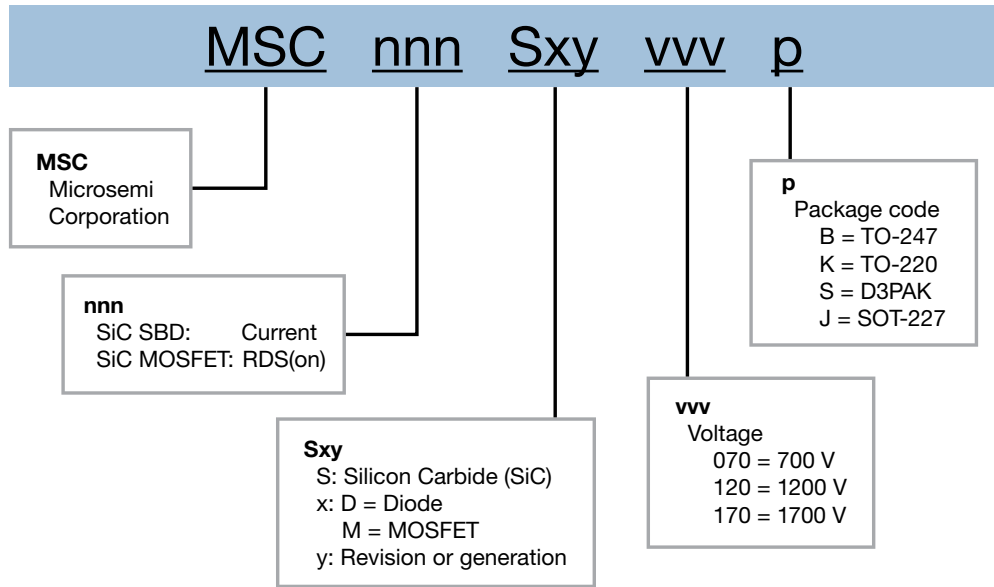 MSC nnn Sxy vvv p
MSC
Microsemi
Corporation
nnn
SiC SBD: Current
SiC MOSFET: RDS(on)
Sxy
S: Silicon Carbide (SiC)
x: D = Diode
M = MOSFET
y: Revision or generation
vvv
Voltage
070 = 700 V
120 = 1200 V
170 = 1700 V
p
Package code
B = TO-247
K = TO-220
S = D3PAK
J = SOT-227